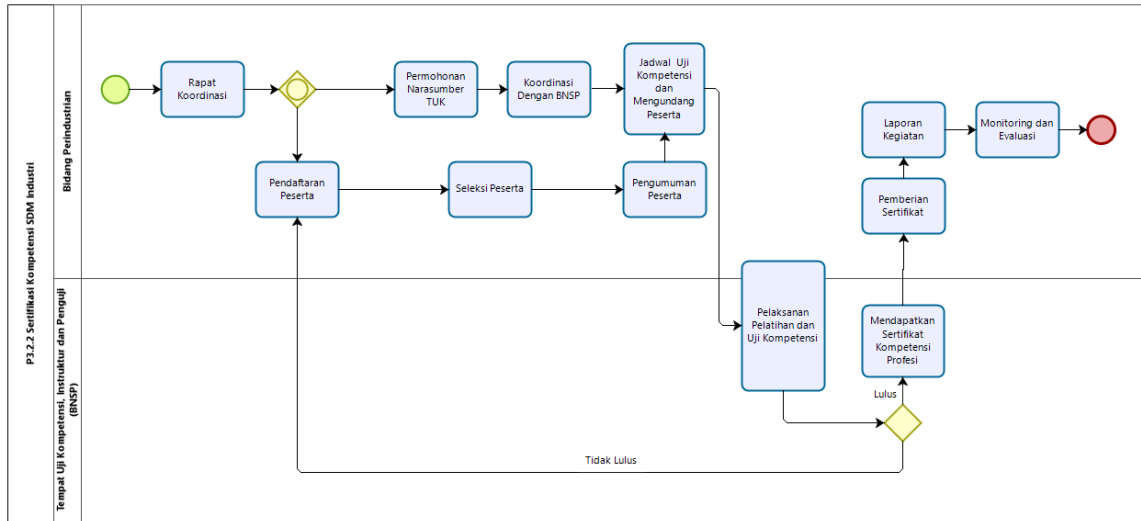 P3.2.2 Sertifikasi Kompetensi SDM Industri
Bidang Perindustrian
Rapat
Koordinasi
Permohonan
Narasumber
TUK
Koordinasi
Dengan BNSP
Jadwal Uji
Kompetensi
dan
Mengundang
Peserta
Pendaftaran
Peserta
Seleksi Peserta
Pengumuman
Peserta
Laporan
Kegiatan
Monitoring dan
Evaluasi
Pemberian
Sertifikat
Tempat Uji Kompetensi, Instruktur dan Penguji
(BNSP)
Pelaksanan
Pelatihan dan
Uji Kompetensi
Mendapatkan
Sertifikat
Kompetensi
Profesi
Lulus
Tidak Lulus